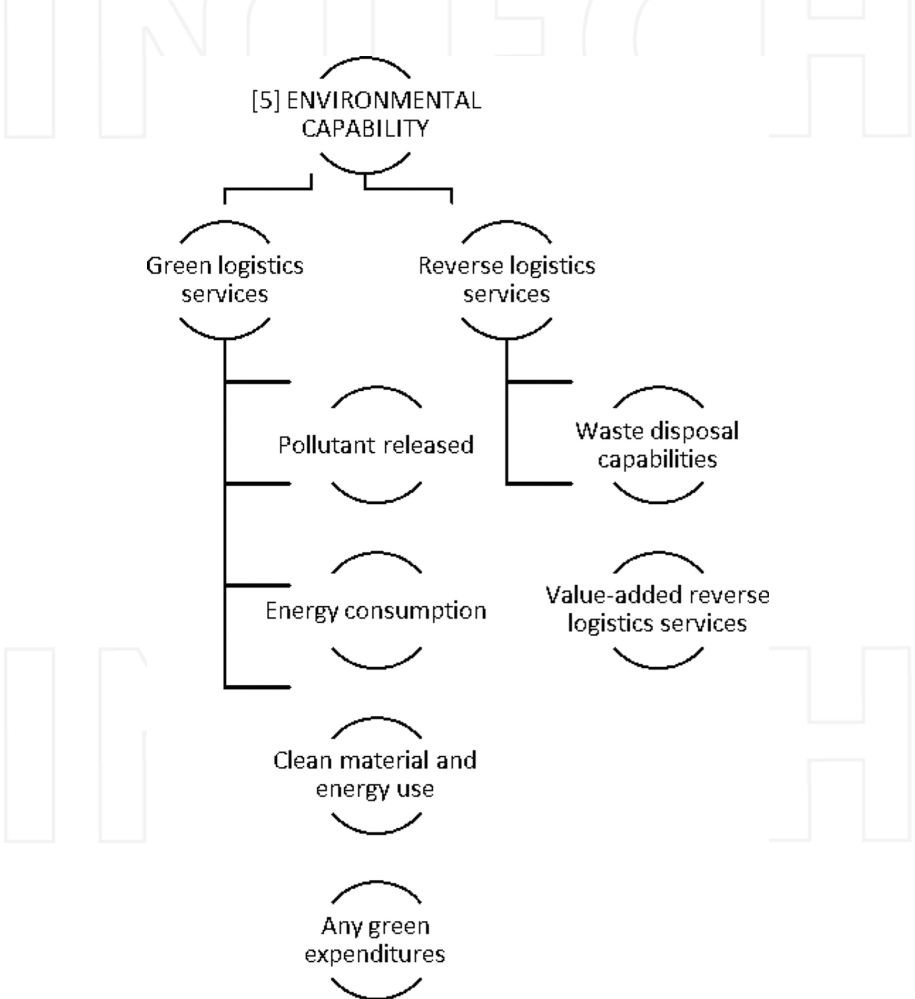 [5] ENVIRONMENTAL
CAPABILITY
Green logistics
services
Reverse logistics
services
Pollutant released
Waste disposal
capabilities
Energy consumption
Value-added reverse
logistics services
Clean material and
energy use
Any green
expenditures